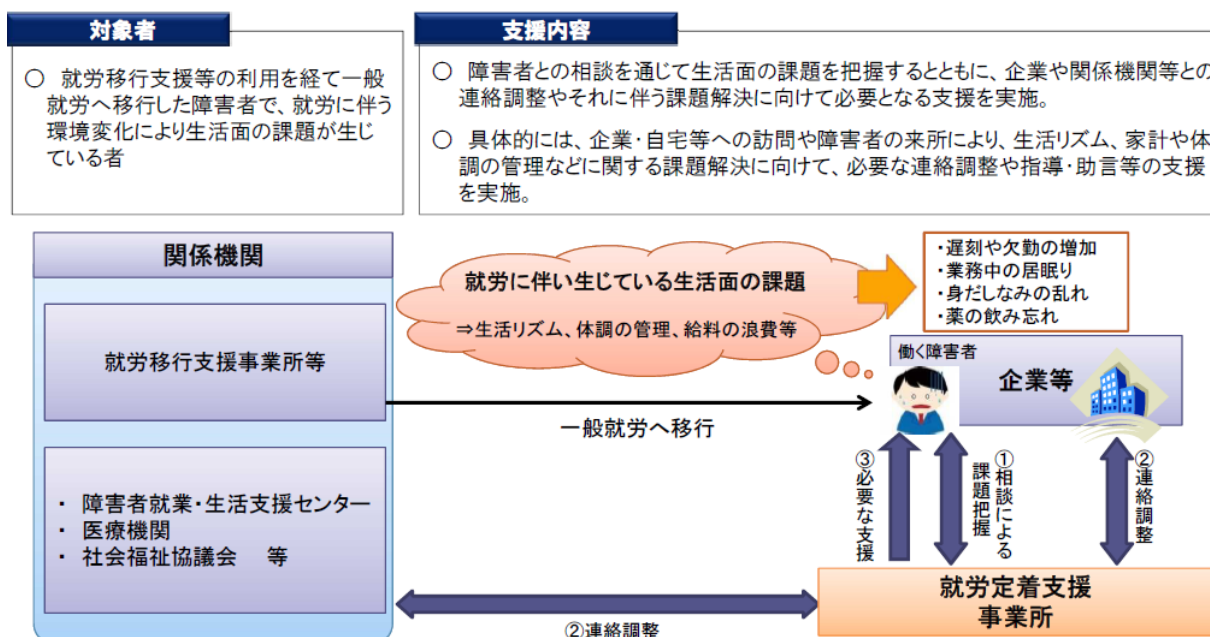 対象者
○ 就労移行支援等の利用を経て一般
就労へ移行した障害者で、就労に伴う
環境変化により生活面の課題が生じ
ている者
支援内容
○ 障害者との相談を通じて生活面の課題を把握するとともに、企業や関係機関等との
連絡調整やそれに伴う課題解決に向けて必要となる支援を実施。
○ 具体的には、企業・自宅等への訪問や障害者の来所により、生活リズム、家計や体
調の管理などに関する課題解決に向けて、必要な連絡調整や指導・助言等の支援
を実施。
関係機関
就労移行支援事業所等
・ 障害者就業・生活支援センター
・ 医療機関
・ 社会福祉協議会 等
就労に伴い生じている生活面の課題
⇒生活リズム、体調の管理、給料の浪費等
・遅刻や欠勤の増加
・業務中の居眠り
・身だしなみの乱れ
・薬の飲み忘れ
働く障害者
企業等
一般就労へ移行
③必要な支援
①相談による
課題把握
②連絡調整
就労定着支援
事業所
②連絡調整